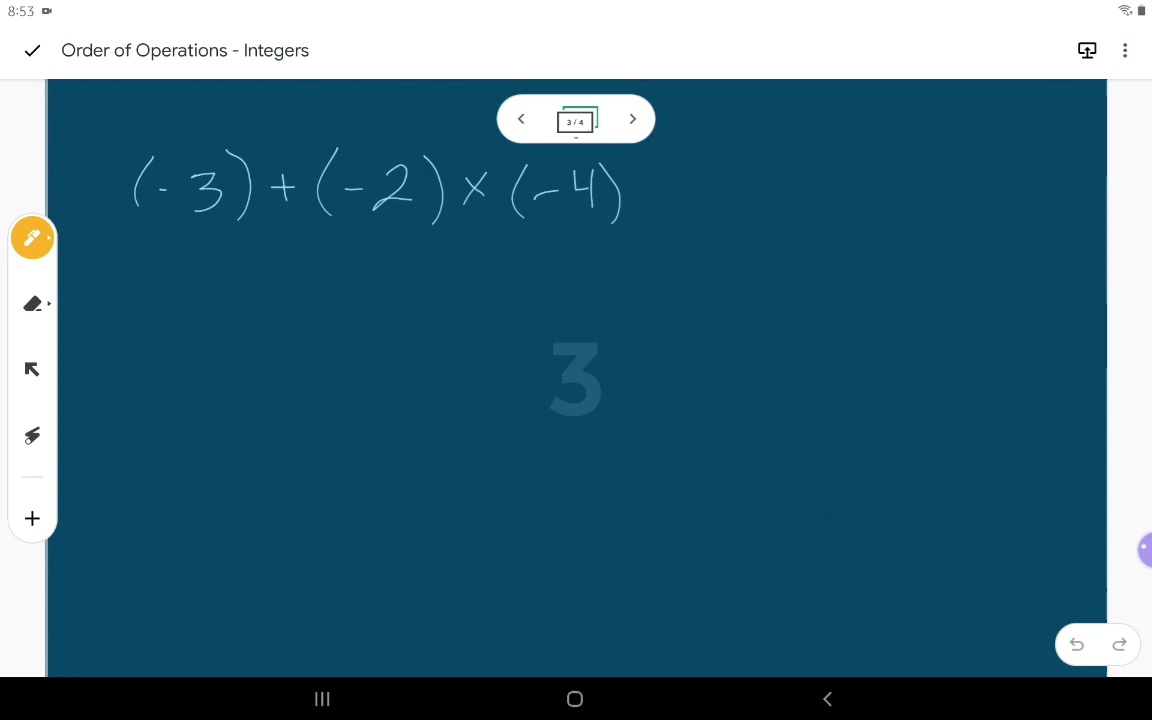 8:53
Order of Operations - Integers
3 / 4
(-3) + (-2) × (-4)
3